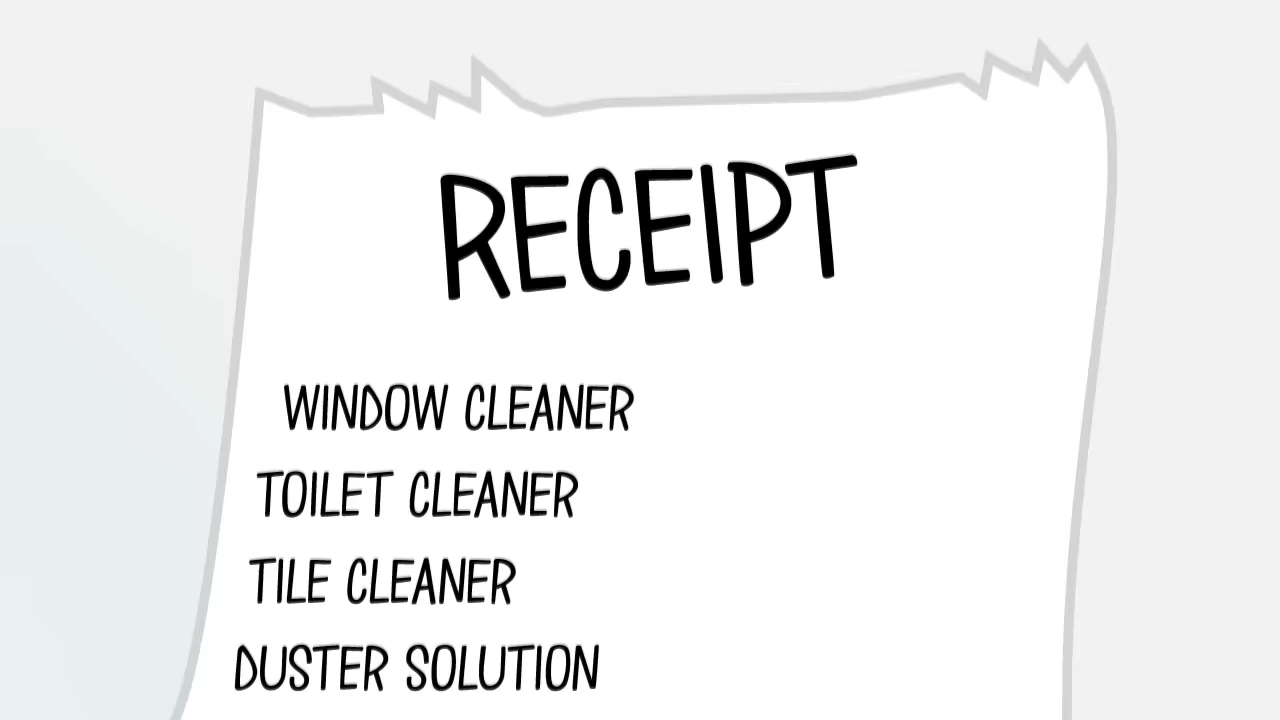 RECEIPT
WINDOW CLEANER
TOILET CLEANER
TILE CLEANER
DUSTER SOLUTION